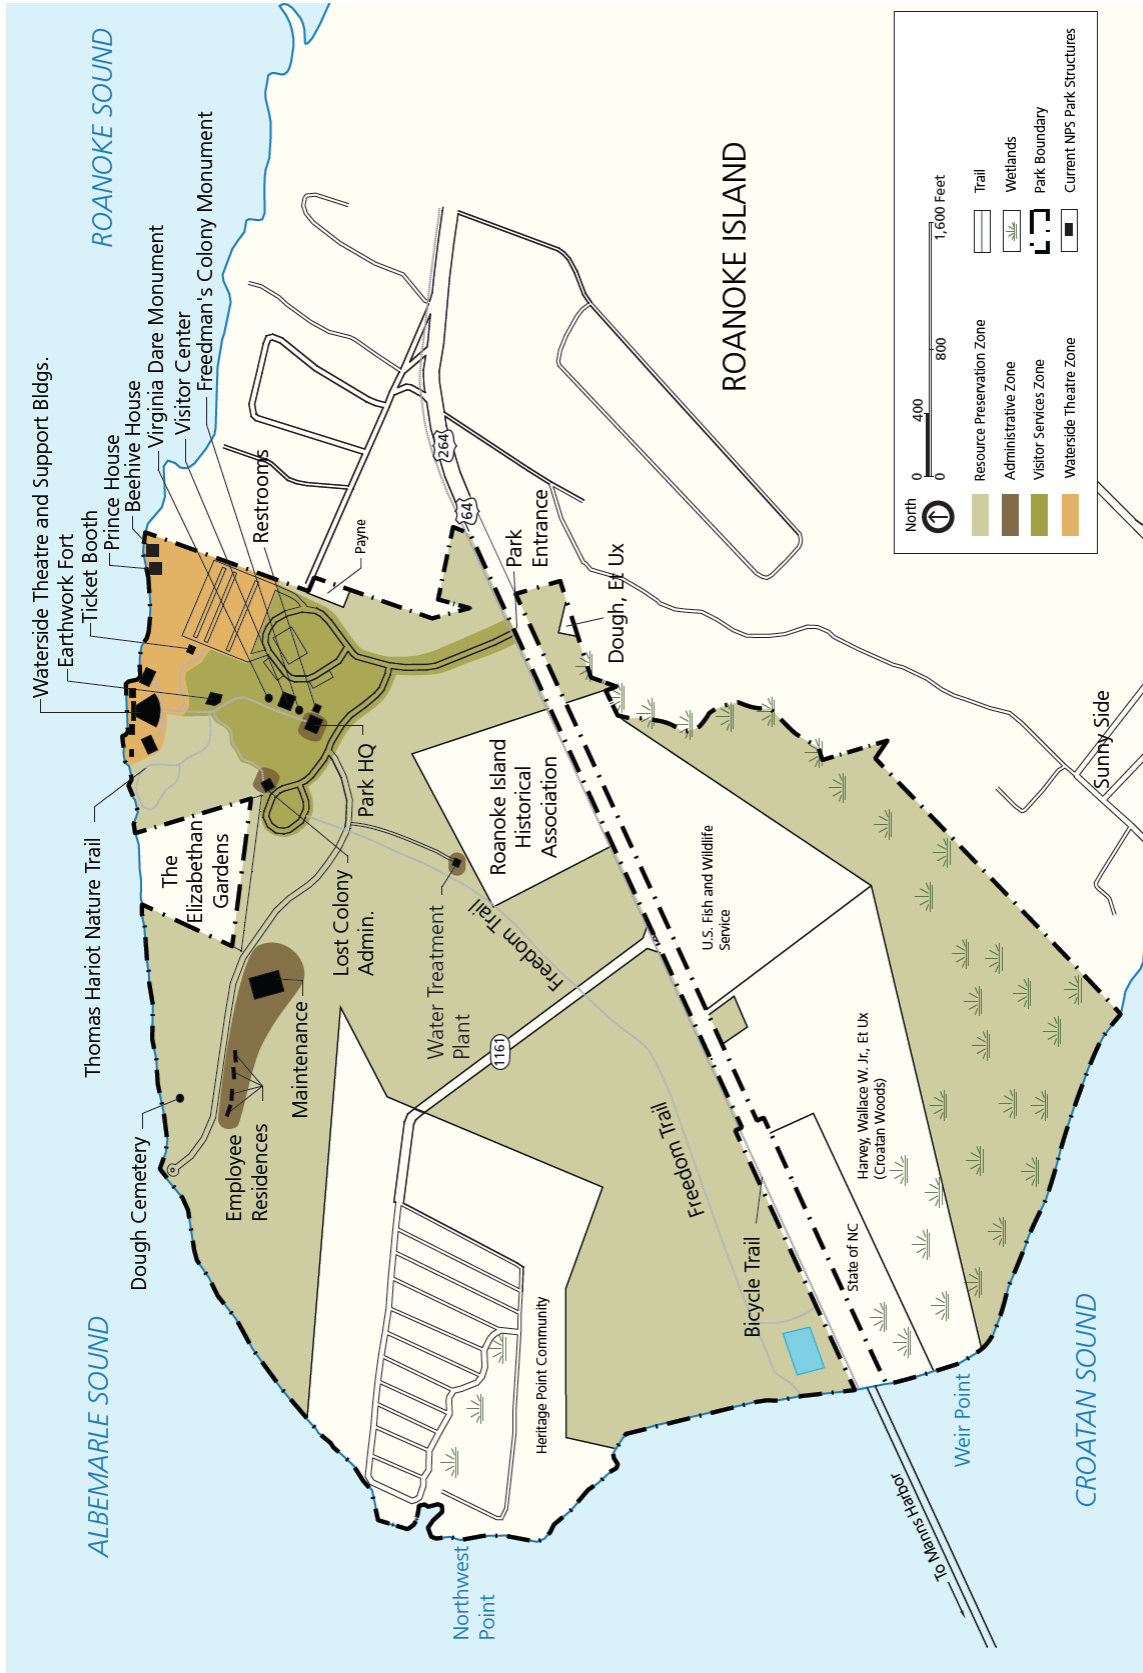 ROANOKE SOUND
Waterside Theatre and Support Bldgs.
Earthwork Fort
Ticket Booth
Prince House
Beehive House
Virginia Dare Monument
Visitor Center
Freedman's Colony Monument
Restrooms
Payne
264
64
Park
Entrance
Dough, Et Ux
ROANOKE ISLAND
Thomas Hariot Nature Trail
The
Elizabethan
Gardens
Park HQ
Lost Colony
Admin.
Water Treatment
Plant
Roanoke Island
Historical
Association
U.S. Fish and Wildlife
Service
Freedom Trail
1161
Maintenance
Employee
Residences
Dough Cemetery
Freedom Trail
Bicycle Trail
State of NC
Harvey, Wallace W. Jr., Et Ux
(Croatan Woods)
Heritage Point Community
Sunny Side
ALBEMARLE SOUND
Northwest
Point
Weir Point
CROATAN SOUND
To Manns Harbor
North
0 400
0 800 1,600 Feet
Resource Preservation Zone
Administrative Zone
Visitor Services Zone
Waterside Theatre Zone
Trail
Wetlands
Park Boundary
Current NPS Park Structures